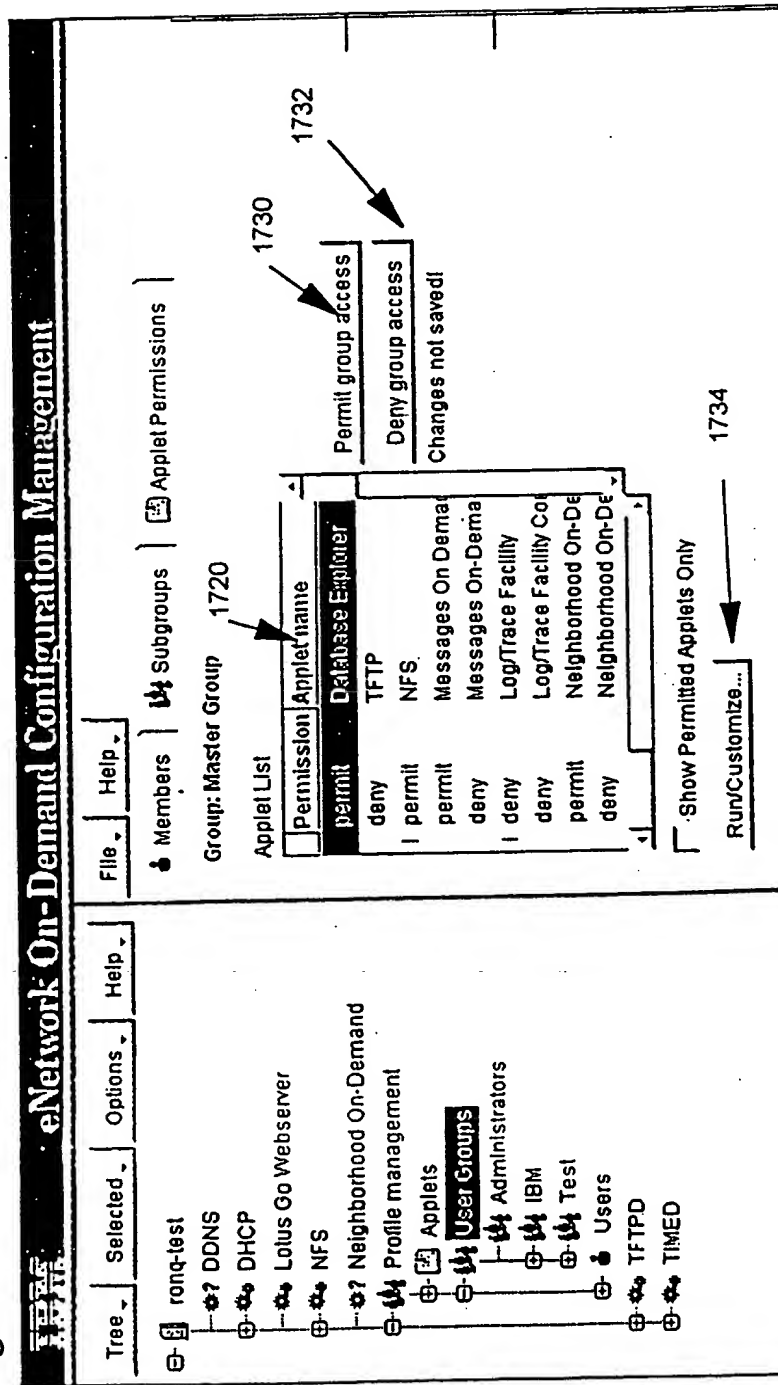 IBM eNetwork On-Demand Configuration Management
Tree Selected Options Help
ronq-test
? DDNS
DHCP
Lotus Go Webserver
NFS
? Neighborhood On-Demand
Profile management
Applets
User Groups
Administrators
IBM
Test
Users
TFTPD
TIMED
File Help
Members Subgroups Applet Permissions
Group: Master Group
1720
Applet List
Permission Applet name
permit Database Explorer
deny TFTP
permit NFS
permit Messages On Demai
deny Messages On-Dema
deny Log/Trace Facility
deny Log/Trace Facility Coi
permit Neighborhood On-De
deny Neighborhood On-De
Show Permitted Applets Only
Run/Customize...
1734
Permit group access
1730
Deny group access
1732
Changes not saved!